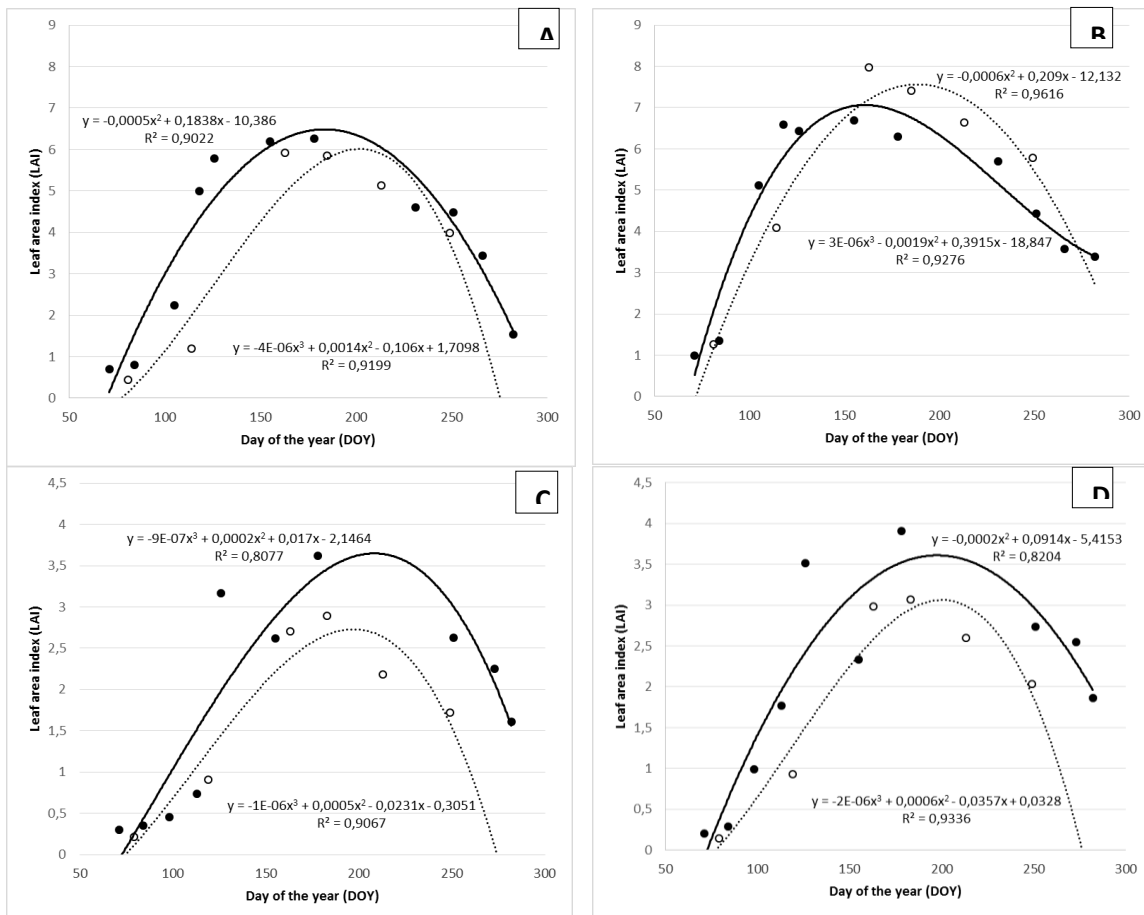 A
9
8
7
6
5
4
3
2
1
0
Leaf area index (LAI)
y = -0,0005x² + 0,1838x - 10,386
R² = 0,9022
y = -4E-06x³ + 0,0014x² - 0,106x + 1,7098
R² = 0,9199
50 100 150 200 250 300
Day of the year (DOY)
B
9
8
7
6
5
4
3
2
1
0
Leaf area index (LAI)
y = -0,0006x² + 0,209x - 12,132
R² = 0,9616
y = 3E-06x³ - 0,0019x² + 0,3915x - 18,847
R² = 0,9276
50 100 150 200 250 300
Day of the year (DOY)
C
4,5
4
3,5
3
2,5
2
1,5
1
0,5
0
Leaf area index (LAI)
y = -9E-07x³ + 0,0002x² + 0,017x - 2,1464
R² = 0,8077
y = -1E-06x³ + 0,0005x² - 0,0231x - 0,3051
R² = 0,9067
50 100 150 200 250 300
Day of the year (DOY)
D
4,5
4
3,5
3
2,5
2
1,5
1
0,5
0
Leaf area index (LAI)
y = -0,0002x² + 0,0914x - 5,4153
R² = 0,8204
y = -2E-06x³ + 0,0006x² - 0,0357x + 0,0328
R² = 0,9336
50 100 150 200 250 300
Day of the year (DOY)